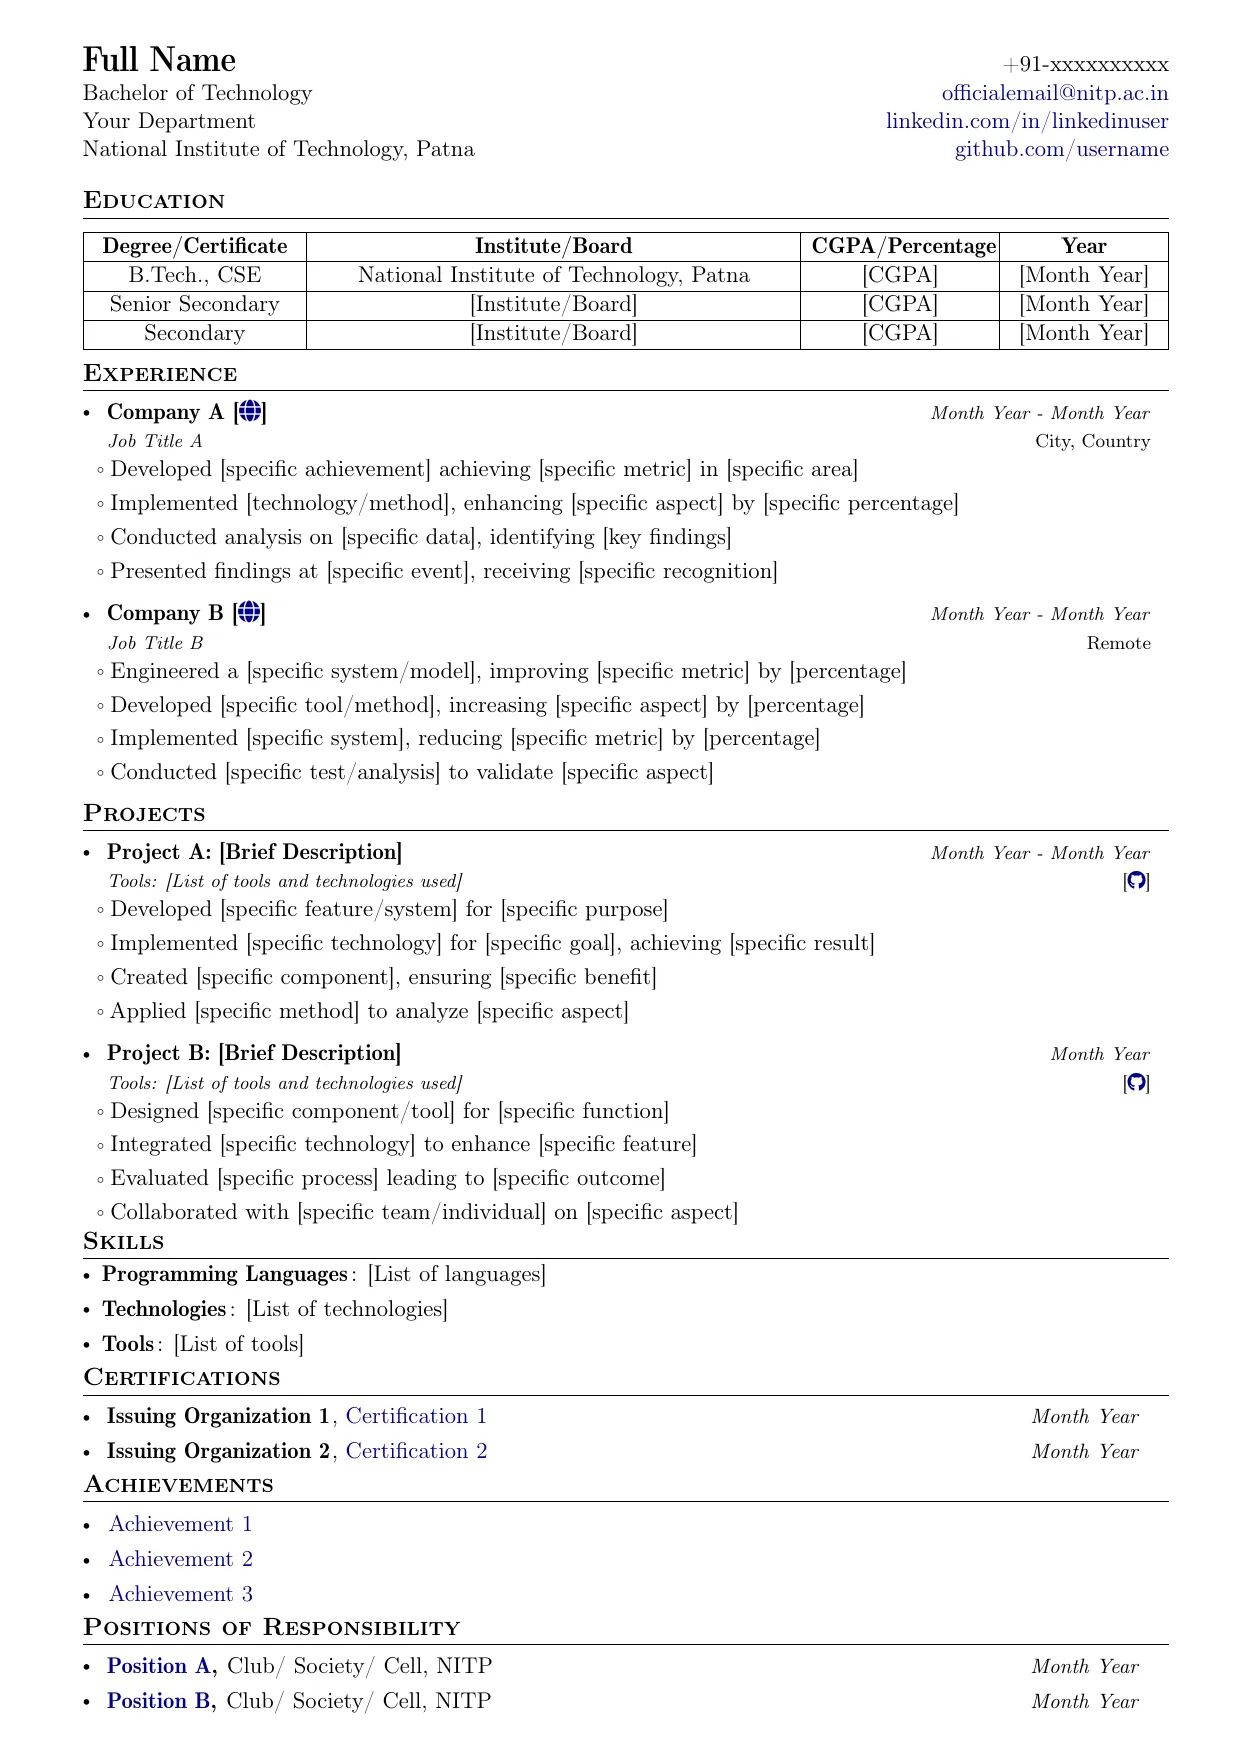 Full Name
+91-xxxxxxxxxx
Bachelor of Technology
officialemail@nitp.ac.in
Your Department
linkedin.com/in/linkedinuser
National Institute of Technology, Patna
github.com/username
Education
Degree/Certificate Institute/Board CGPA/Percentage Year
B.Tech., CSE National Institute of Technology, Patna [CGPA] [Month Year]
Senior Secondary [Institute/Board] [CGPA] [Month Year]
Secondary [Institute/Board] [CGPA] [Month Year]
Experience
• Company A [] Month Year - Month Year
Job Title A City, Country
◦ Developed [specific achievement] achieving [specific metric] in [specific area]
◦ Implemented [technology/method], enhancing [specific aspect] by [specific percentage]
◦ Conducted analysis on [specific data], identifying [key findings]
◦ Presented findings at [specific event], receiving [specific recognition]
• Company B [] Month Year - Month Year
Job Title B Remote
◦ Engineered a [specific system/model], improving [specific metric] by [percentage]
◦ Developed [specific tool/method], increasing [specific aspect] by [percentage]
◦ Implemented [specific system], reducing [specific metric] by [percentage]
◦ Conducted [specific test/analysis] to validate [specific aspect]
Projects
• Project A: [Brief Description] Month Year - Month Year
Tools: [List of tools and technologies used] []
◦ Developed [specific feature/system] for [specific purpose]
◦ Implemented [specific technology] for [specific goal], achieving [specific result]
◦ Created [specific component], ensuring [specific benefit]
◦ Applied [specific method] to analyze [specific aspect]
• Project B: [Brief Description] Month Year
Tools: [List of tools and technologies used] []
◦ Designed [specific component/tool] for [specific function]
◦ Integrated [specific technology] to enhance [specific feature]
◦ Evaluated [specific process] leading to [specific outcome]
◦ Collaborated with [specific team/individual] on [specific aspect]
Skills
• Programming Languages: [List of languages]
• Technologies: [List of technologies]
• Tools: [List of tools]
Certifications
• Issuing Organization 1, Certification 1 Month Year
• Issuing Organization 2, Certification 2 Month Year
Achievements
• Achievement 1
• Achievement 2
• Achievement 3
Positions of Responsibility
• Position A, Club/ Society/ Cell, NITP Month Year
• Position B, Club/ Society/ Cell, NITP Month Year